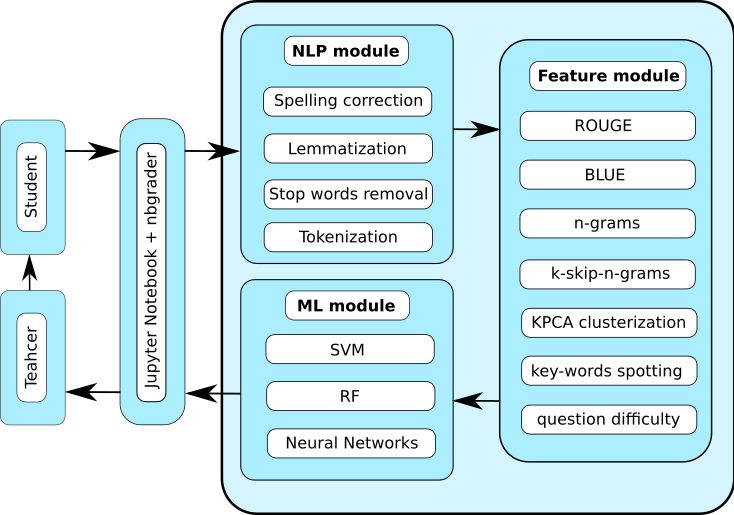 Student
Teahcer
Jupyter Notebook + nbgrader
NLP module
Spelling correction
Lemmatization
Stop words removal
Tokenization
ML module
SVM
RF
Neural Networks
Feature module
ROUGE
BLUE
n-grams
k-skip-n-grams
KPCA clusterization
key-words spotting
question difficulty